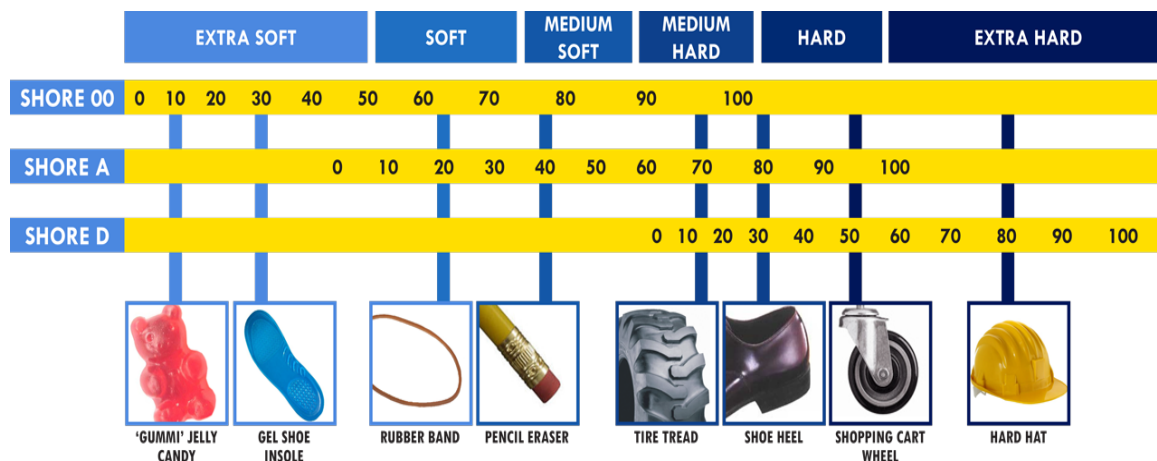 EXTRA SOFT
SOFT
MEDIUM
SOFT
MEDIUM
HARD
HARD
EXTRA HARD
SHORE 00 0 10 20 30 40 50 60 70 80 90 100
SHORE A 0 10 20 30 40 50 60 70 80 90 100
SHORE D 0 10 20 30 40 50 60 70 80 90 100
‘GUMMI’ JELLY
CANDY
GEL SHOE
INSOLE
RUBBER BAND
PENCIL ERASER
TIRE TREAD
SHOE HEEL
SHOPPING CART
WHEEL
HARD HAT